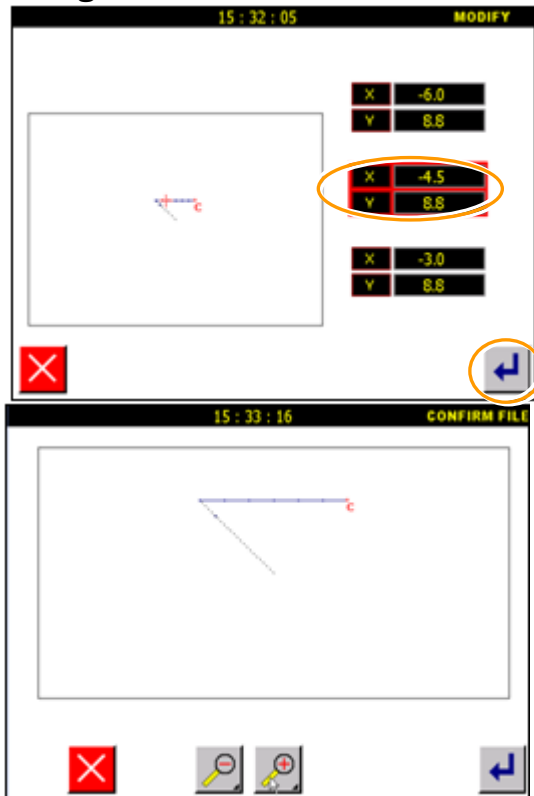 15 : 32 : 05 MODIFY
X -6.0
Y 8.8
X -4.5
Y 8.8
C
X -3.0
Y 8.8
15 : 33 : 16 CONFIRM FILE
C